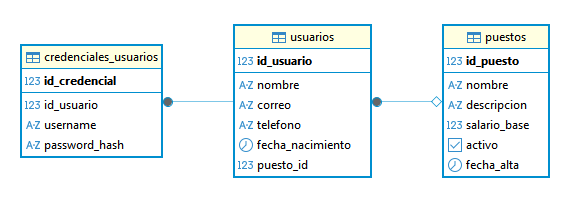 credenciales_usuarios
123 id_credencial
123 id_usuario
A-Z username
A-Z password_hash
usuarios
123 id_usuario
A-Z nombre
A-Z correo
A-Z telefono
fecha_nacimiento
123 puesto_id
puestos
123 id_puesto
A-Z nombre
A-Z descripcion
123 salario_base
activo
fecha_alta